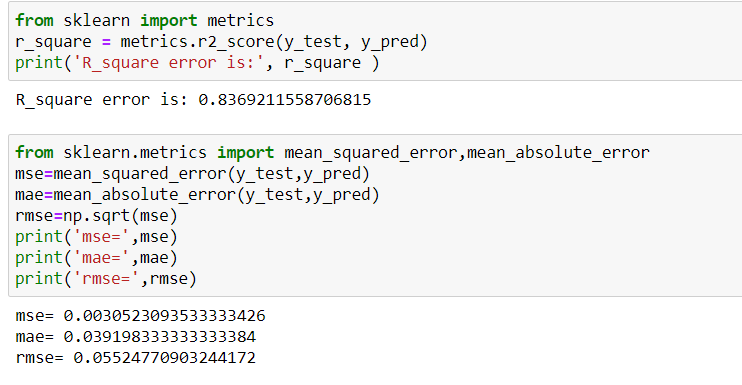 from sklearn import metrics
r_square = metrics.r2_score(y_test, y_pred)
print('R_square error is:', r_square )
R_square error is: 0.8369211558706815
from sklearn.metrics import mean_squared_error,mean_absolute_error
mse=mean_squared_error(y_test,y_pred)
mae=mean_absolute_error(y_test,y_pred)
rmse=np.sqrt(mse)
print('mse=',mse)
print('mae=',mae)
print('rmse=',rmse)
mse= 0.0030523093533333426
mae= 0.039198333333333384
rmse= 0.05524770903244172